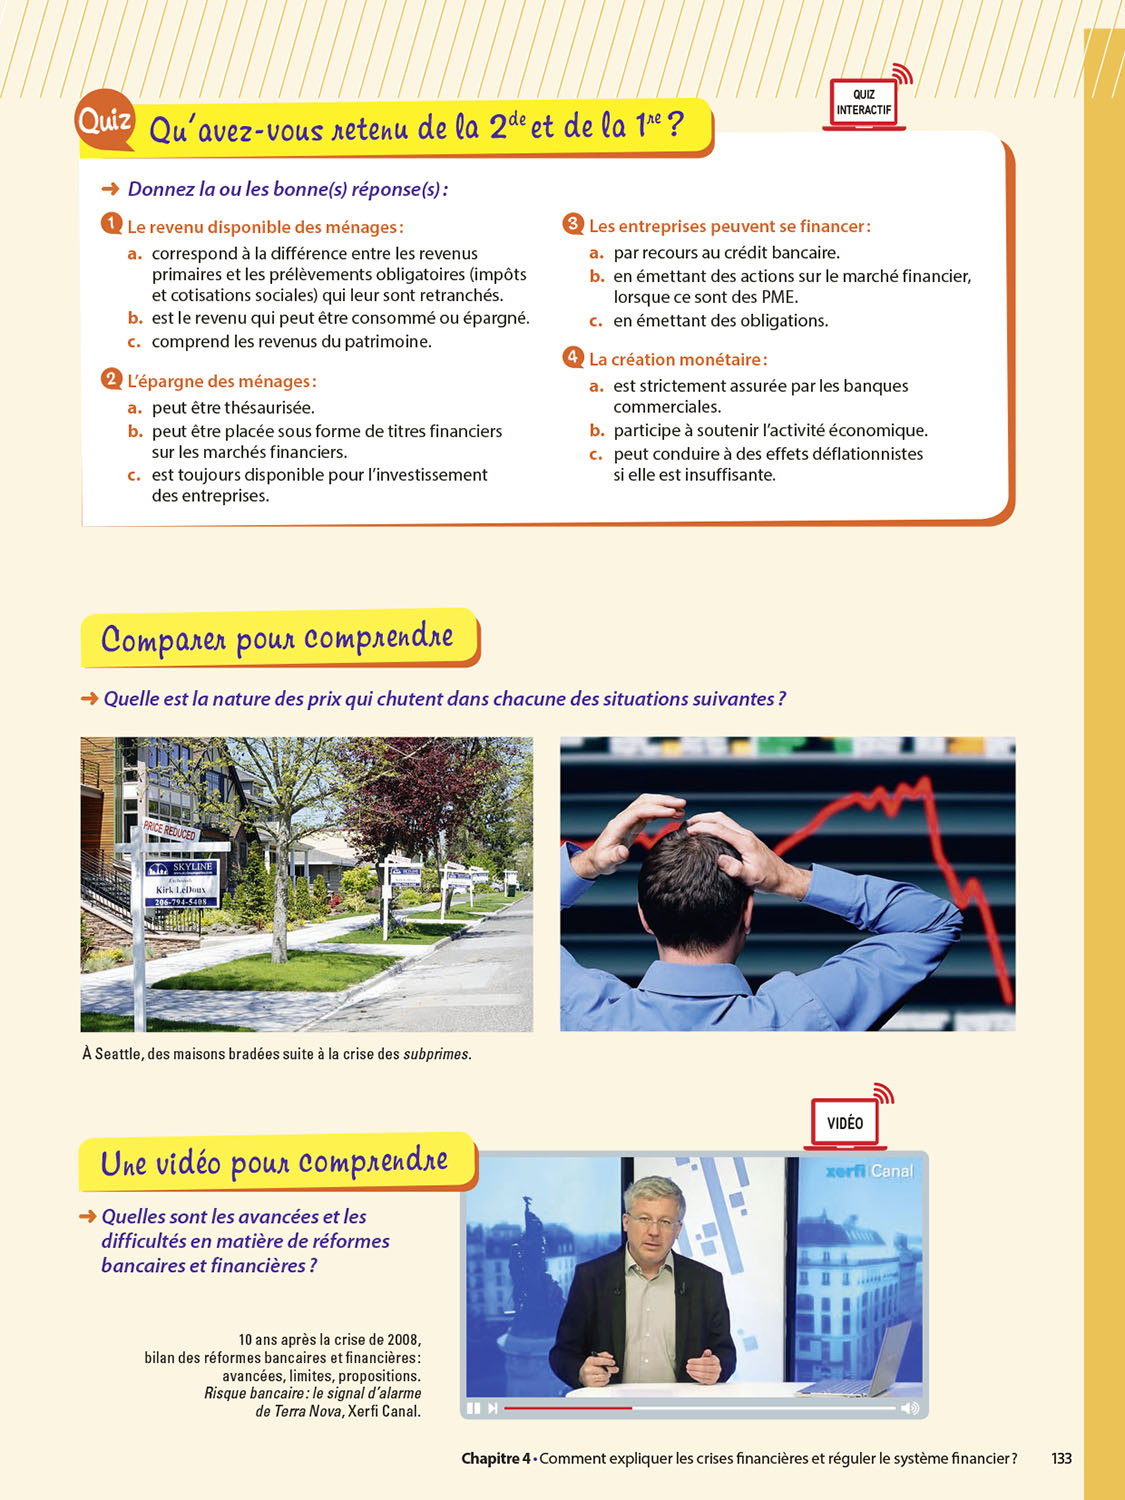 QUIZ
INTERACTIF
Quiz
Qu'avez-vous retenu de la 2de et de la 1re ?
➜ Donnez la ou les bonne(s) réponse(s) :
1 Le revenu disponible des ménages :
a. correspond à la différence entre les revenus
primaires et les prélèvements obligatoires (impôts
et cotisations sociales) qui leur sont retranchés.
b. est le revenu qui peut être consommé ou épargné.
c. comprend les revenus du patrimoine.
2 L'épargne des ménages :
a. peut être thésaurisée.
b. peut être placée sous forme de titres financiers
sur les marchés financiers.
c. est toujours disponible pour l'investissement
des entreprises.
3 Les entreprises peuvent se financer :
a. par recours au crédit bancaire.
b. en émettant des actions sur le marché financier,
lorsque ce sont des PME.
c. en émettant des obligations.
4 La création monétaire :
a. est strictement assurée par les banques
commerciales.
b. participe à soutenir l'activité économique.
c. peut conduire à des effets déflationnistes
si elle est insuffisante.
Comparer pour comprendre
➜ Quelle est la nature des prix qui chutent dans chacune des situations suivantes ?
PRICE REDUCED
SKYLINE
Kirk LeDoux
206-794-5408
À Seattle, des maisons bradées suite à la crise des subprimes.
VIDÉO
Une vidéo pour comprendre
xerfi Canal
➜ Quelles sont les avancées et les
difficultés en matière de réformes
bancaires et financières ?
10 ans après la crise de 2008,
bilan des réformes bancaires et financières :
avancées, limites, propositions.
Risque bancaire : le signal d'alarme
de Terra Nova, Xerfi Canal.
Chapitre 4 • Comment expliquer les crises financières et réguler le système financier ? 133